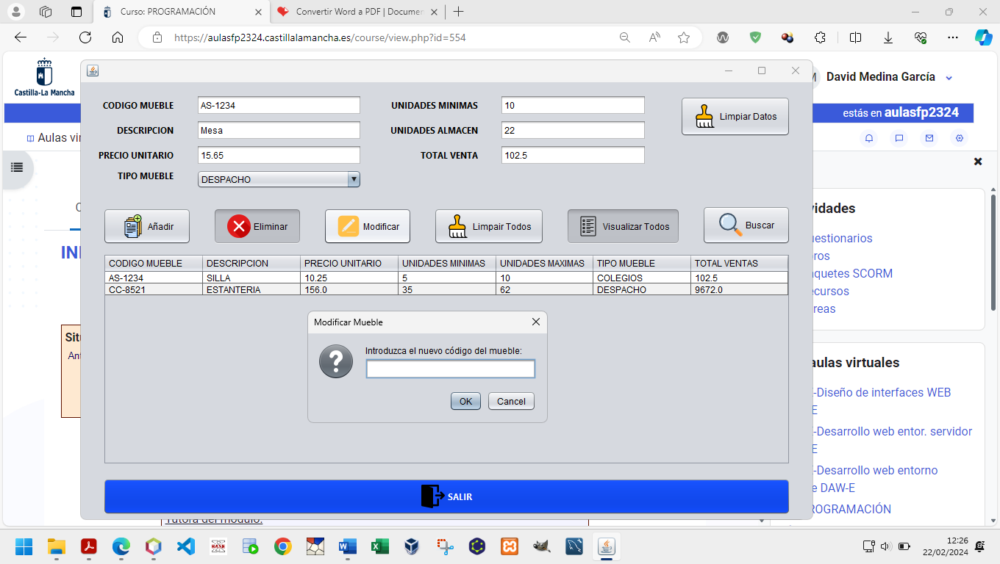 Curso: PROGRAMACIÓN
Convertir Word a PDF | Documen
https://aulasfp2324.castillalamancha.es/course/view.php?id=554
Castilla-La Mancha
M David Medina García
estás en aulasfp2324
Aulas vi
CODIGO MUEBLE AS-1234 UNIDADES MINIMAS 10 Limpiar Datos
DESCRIPCION Mesa UNIDADES ALMACEN 22
PRECIO UNITARIO 15.65 TOTAL VENTA 102.5
TIPO MUEBLE DESPACHO
Añadir Eliminar Modificar Limpair Todos Visualizar Todos Buscar
CODIGO MUEBLE DESCRIPCION PRECIO UNITARIO UNIDADES MINIMAS UNIDADES MAXIMAS TIPO MUEBLE TOTAL VENTAS
AS-1234 SILLA 10.25 5 10 COLEGIOS 102.5
CC-8521 ESTANTERIA 156.0 35 62 DESPACHO 9672.0
Modificar Mueble
Introduzca el nuevo código del mueble:
OK Cancel
SALIR
C
INI
Situ
Ant
Tutora del módulo:
vidades
uestionarios
ros
aquetes SCORM
ecursos
reas
aulas virtuales
E-Diseño de interfaces WEB
E
E-Desarrollo web entor. servidor
E
E-Desarrollo web entorno
e DAW-E
ROGRAMACIÓN
12:26
22/02/2024